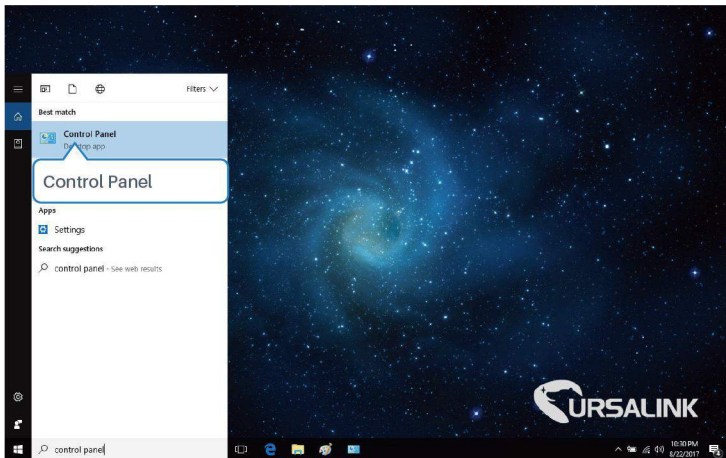 Filters
Best match
Control Panel
Desktop app
Control Panel
Apps
Settings
Search suggestions
control panel - See web results
URSALINK
control panel
10:30 PM
8/22/2017